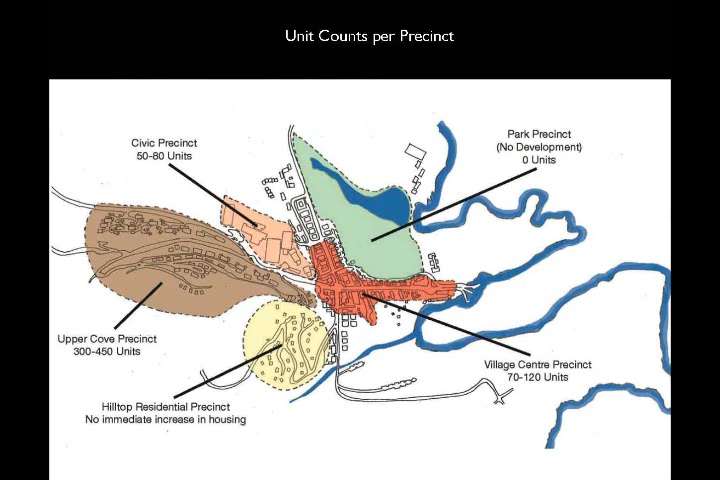 Unit Counts per Precinct
Civic Precinct
50-80 Units
Park Precinct
(No Development)
0 Units
Upper Cove Precinct
300-450 Units
Village Centre Precinct
70-120 Units
Hilltop Residential Precinct
No immediate increase in housing